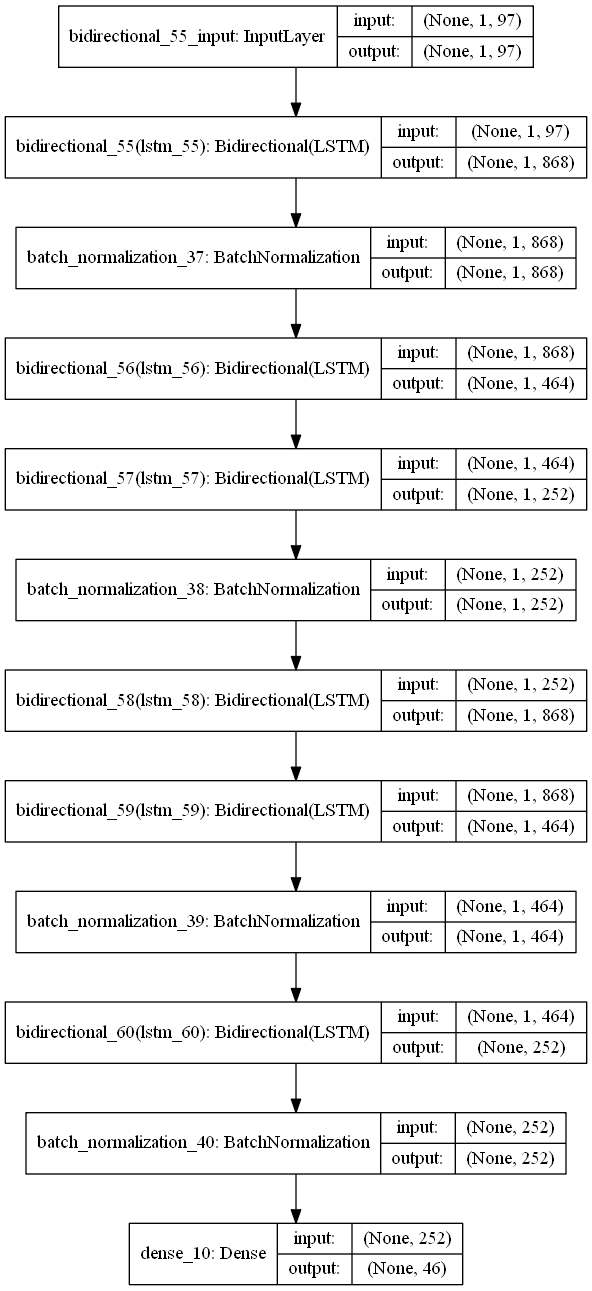 bidirectional_55_input: InputLayer input: (None, 1, 97)
output: (None, 1, 97)
bidirectional_55(lstm_55): Bidirectional(LSTM) input: (None, 1, 97)
output: (None, 1, 868)
batch_normalization_37: BatchNormalization input: (None, 1, 868)
output: (None, 1, 868)
bidirectional_56(lstm_56): Bidirectional(LSTM) input: (None, 1, 868)
output: (None, 1, 464)
bidirectional_57(lstm_57): Bidirectional(LSTM) input: (None, 1, 464)
output: (None, 1, 252)
batch_normalization_38: BatchNormalization input: (None, 1, 252)
output: (None, 1, 252)
bidirectional_58(lstm_58): Bidirectional(LSTM) input: (None, 1, 252)
output: (None, 1, 868)
bidirectional_59(lstm_59): Bidirectional(LSTM) input: (None, 1, 868)
output: (None, 1, 464)
batch_normalization_39: BatchNormalization input: (None, 1, 464)
output: (None, 1, 464)
bidirectional_60(lstm_60): Bidirectional(LSTM) input: (None, 1, 464)
output: (None, 252)
batch_normalization_40: BatchNormalization input: (None, 252)
output: (None, 252)
dense_10: Dense input: (None, 252)
output: (None, 46)